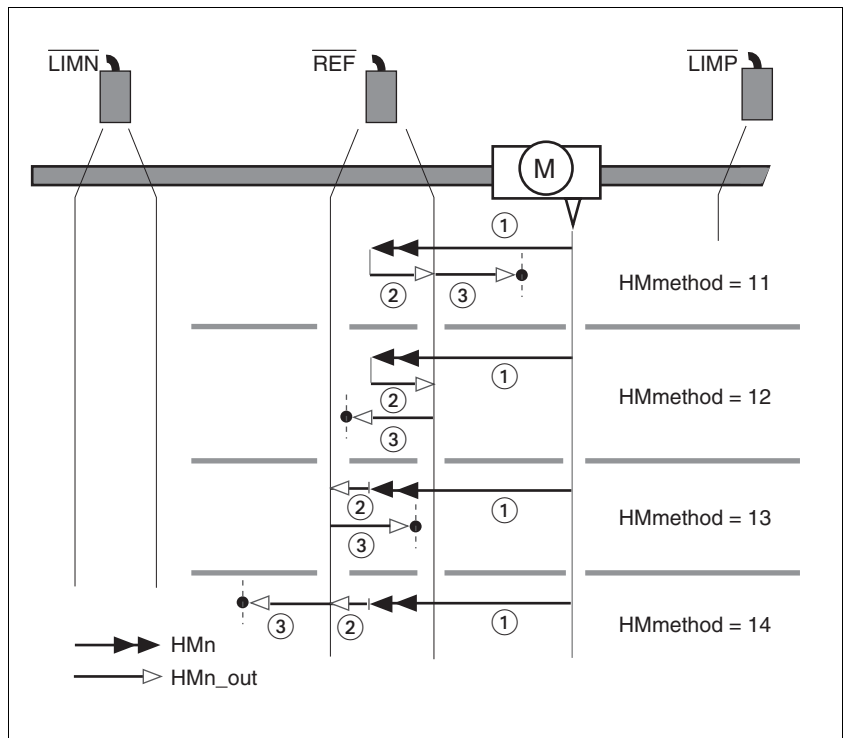 LIMN REF LIMP
M
1
2 3
HMmethod = 11
1
2
3
HMmethod = 12
2 1
3
HMmethod = 13
3 2 1
HMmethod = 14
HMn
HMn_out